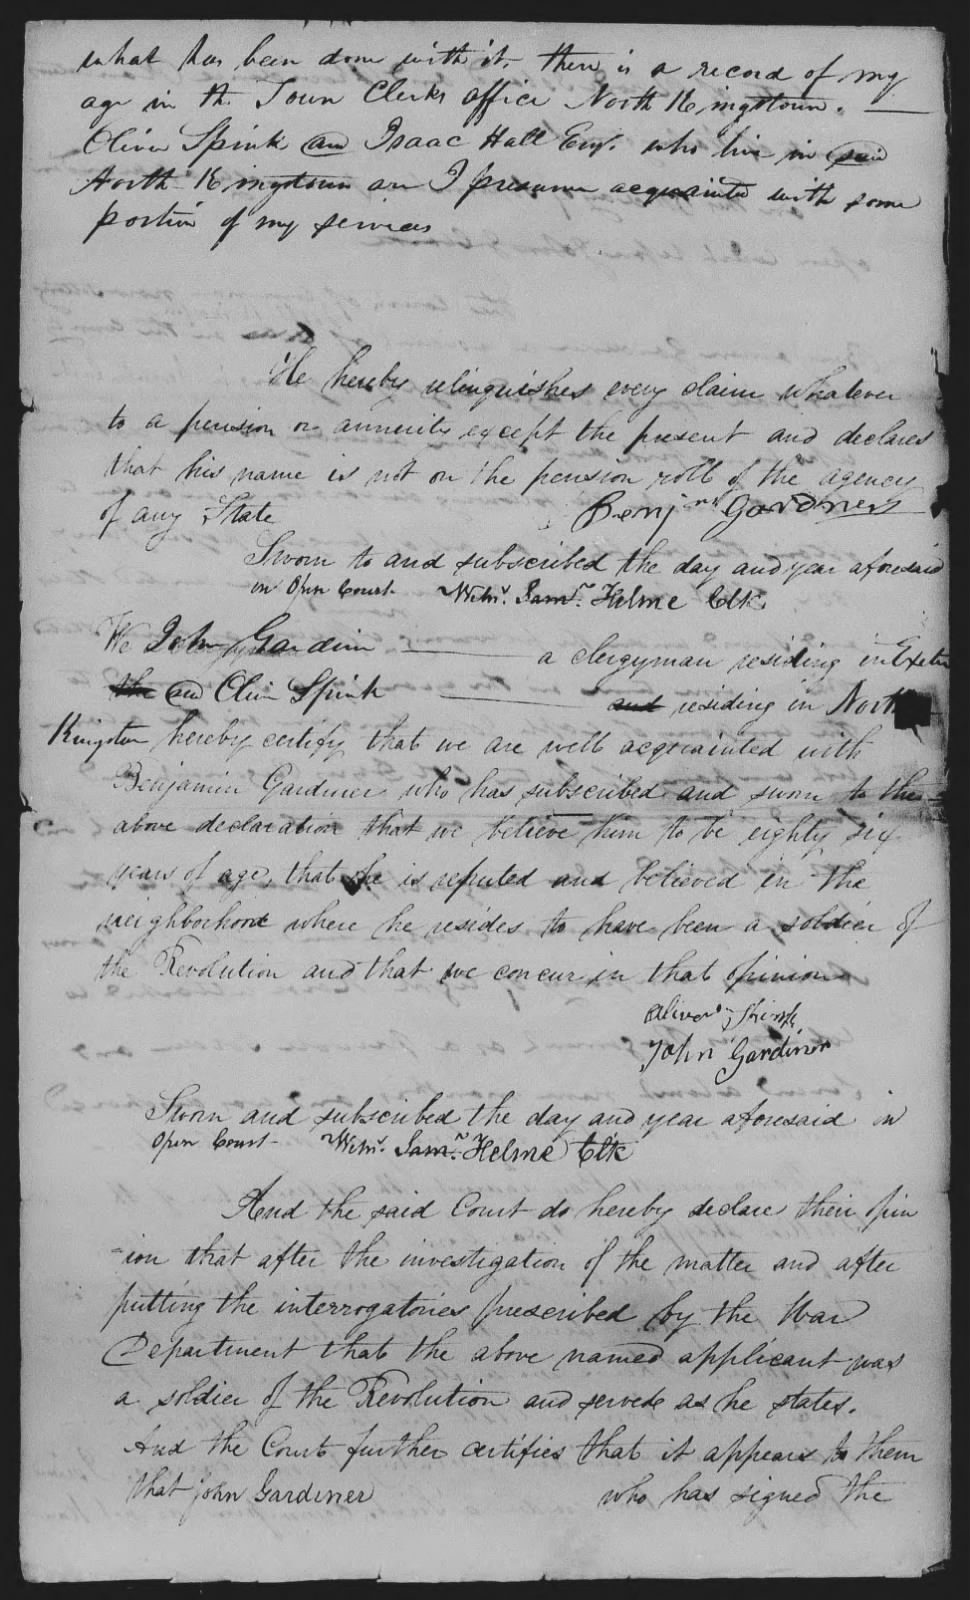 what has been done with it, there is a record of my
age in th. Town Clerks office North Kingstown.
Oliver Spink and Isaac Hall Esqr. who live in said
North Kingstown are I presume acquainted with some
portion of my services
He hereby relinquishes every claim whatever
to a pension or annuity except the present and declares
that his name is not on the pension roll of the agency
of any State Benjmn Gardiner
Sworn to and subscribed the day and year aforesaid
in Open Court Witns. Saml. Helme Clk
We John Gardiner a clergyman residing in Exeter
the and Oliver Spink and residing in North
Kingston hereby certify that we are well acquainted with
Benjamin Gardiner who has subscribed and sworn to the
above declaration that we believe him to be eighty six
years of age, that he is reputed and believed in the
neighborhood where he resides to have been a soldier of
the Revolution and that we concur in that opinion
Oliver Spink
John Gardiner
Sworn and subscribed the day and year aforesaid in
Open Court Witns. Saml. Helme Clk
And the said Court do hereby declare their opin
-ion that after the investigation of the matter and after
putting the interrogatories prescribed by the War
Department that the above named applicant was
a soldier of the Revolution and served as he states.
And the Court further certifies that it appears to them
that John Gardiner who has signed the